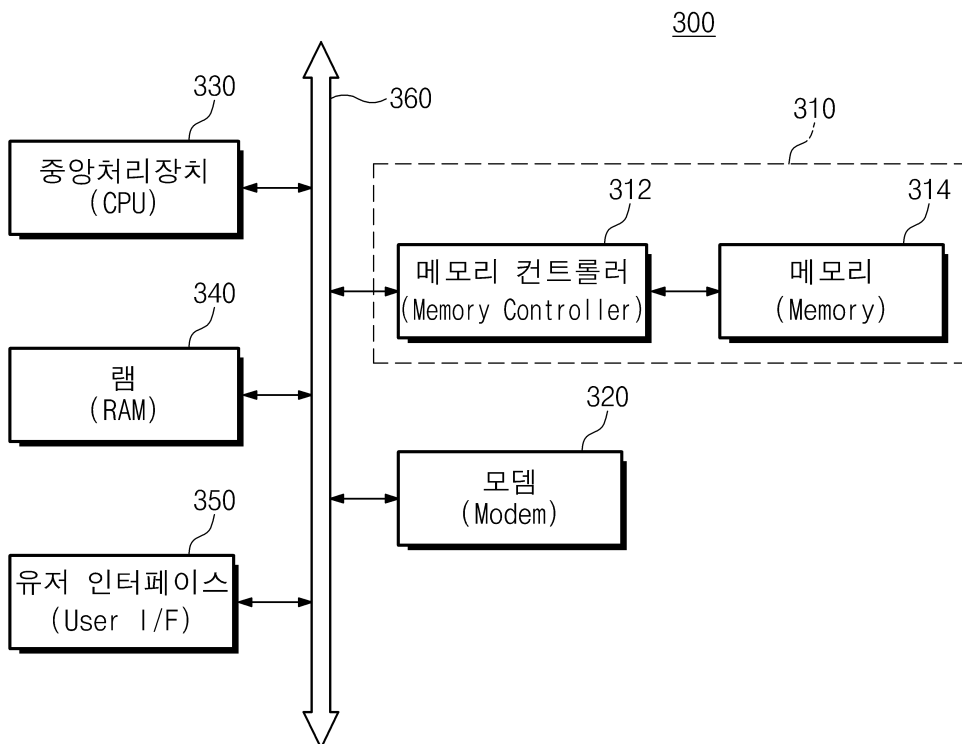 300
330
중앙처리장치
(CPU)
360
310
312
메모리 컨트롤러
(Memory Controller)
314
메모리
(Memory)
340
램
(RAM)
320
모뎀
(Modem)
350
유저 인터페이스
(User I/F)